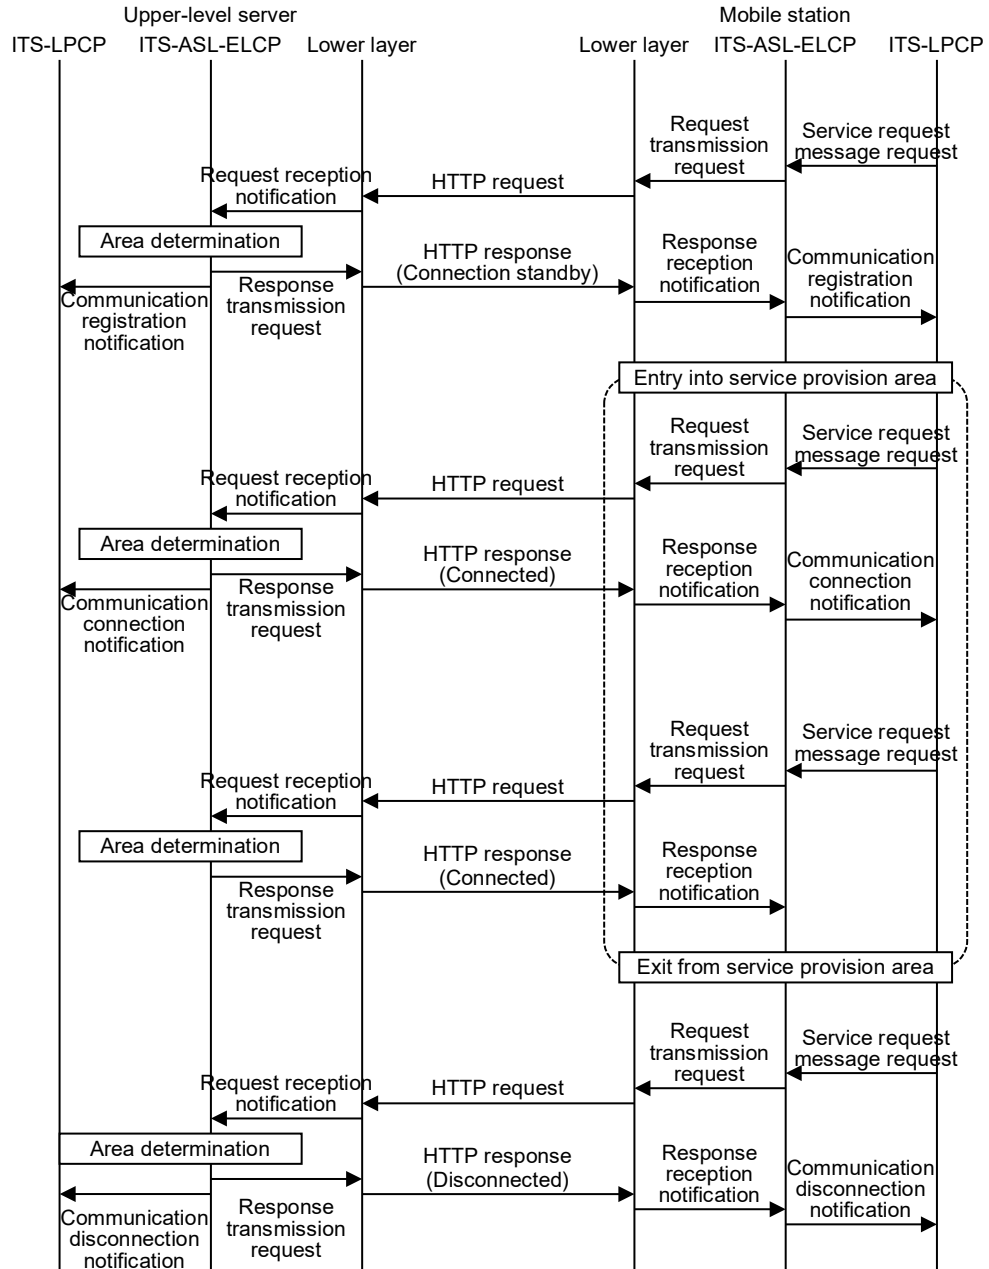 Upper-level server
Mobile station
ITS-LPCP
ITS-ASL-ELCP
Lower layer
Lower layer
ITS-ASL-ELCP
ITS-LPCP
Service request
message request
Request
transmission
request
HTTP request
Request reception
notification
Area determination
Response
transmission
request
Communication
registration
notification
HTTP response
(Connection standby)
Response
reception
notification
Communication
registration
notification
Entry into service provision area
Service request
message request
Request
transmission
request
HTTP request
Request reception
notification
Area determination
Response
transmission
request
Communication
connection
notification
HTTP response
(Connected)
Response
reception
notification
Communication
connection
notification
Service request
message request
Request
transmission
request
HTTP request
Request reception
notification
Area determination
Response
transmission
request
HTTP response
(Connected)
Response
reception
notification
Exit from service provision area
Service request
message request
Request
transmission
request
HTTP request
Request reception
notification
Area determination
Response
transmission
request
Communication
disconnection
notification
HTTP response
(Disconnected)
Response
reception
notification
Communication
disconnection
notification